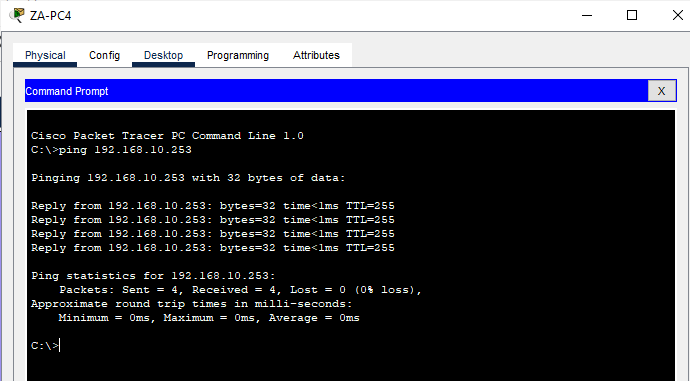 ZA-PC4
Physical Config Desktop Programming Attributes
Command Prompt X
Cisco Packet Tracer PC Command Line 1.0
C:\>ping 192.168.10.253
Pinging 192.168.10.253 with 32 bytes of data:
Reply from 192.168.10.253: bytes=32 time<1ms TTL=255
Reply from 192.168.10.253: bytes=32 time<1ms TTL=255
Reply from 192.168.10.253: bytes=32 time<1ms TTL=255
Reply from 192.168.10.253: bytes=32 time<1ms TTL=255
Ping statistics for 192.168.10.253:
Packets: Sent = 4, Received = 4, Lost = 0 (0% loss),
Approximate round trip times in milli-seconds:
Minimum = 0ms, Maximum = 0ms, Average = 0ms
C:\>